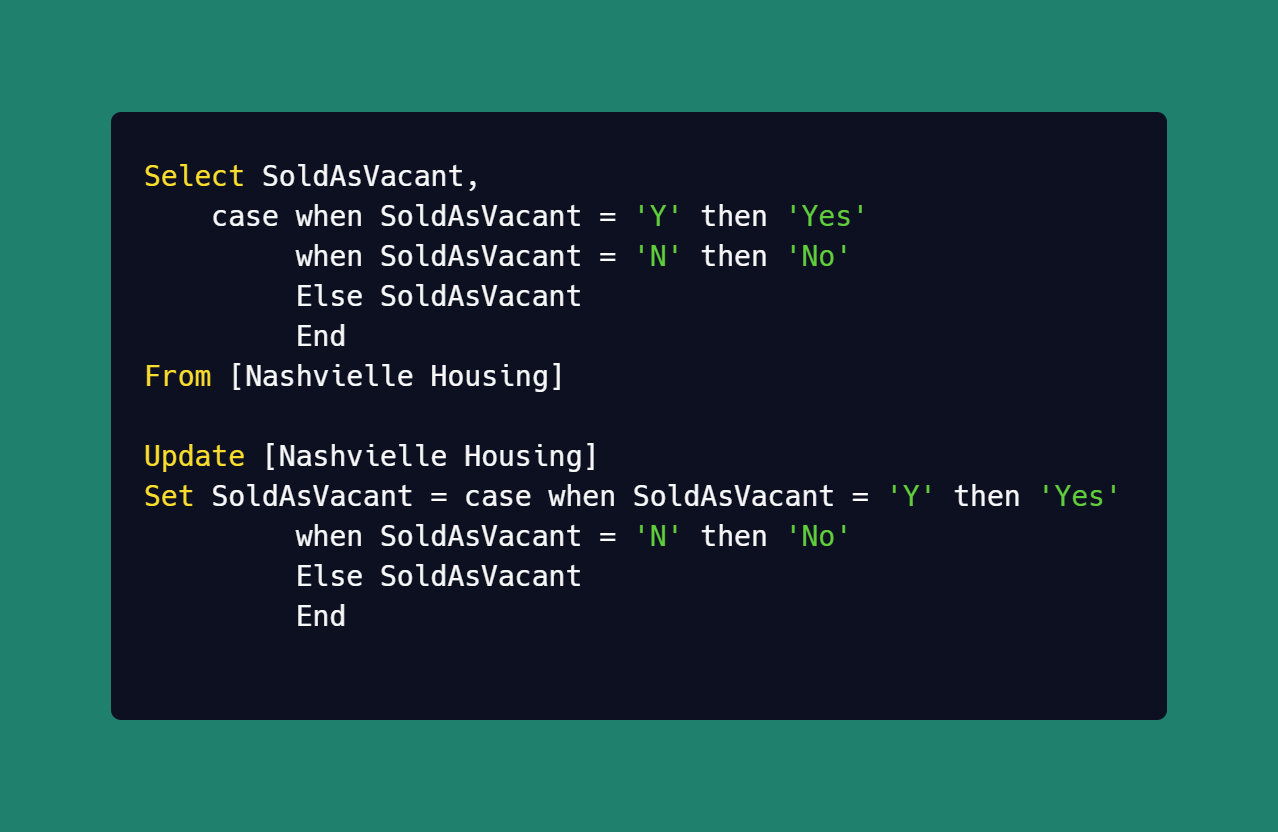 Select SoldAsVacant,
    case when SoldAsVacant = 'Y' then 'Yes'
         when SoldAsVacant = 'N' then 'No'
         Else SoldAsVacant
         End
From [Nashvielle Housing]

Update [Nashvielle Housing]
Set SoldAsVacant = case when SoldAsVacant = 'Y' then 'Yes'
         when SoldAsVacant = 'N' then 'No'
         Else SoldAsVacant
         End